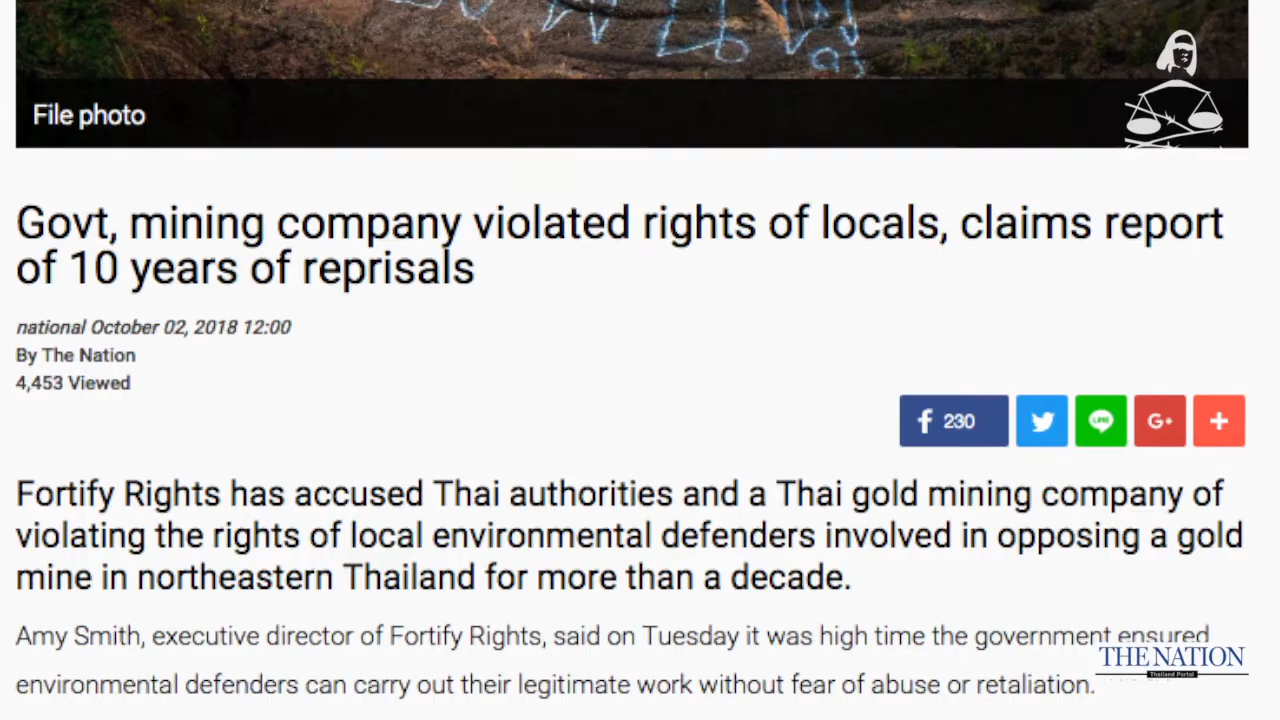 File photo
Govt, mining company violated rights of locals, claims report
of 10 years of reprisals
national October 02, 2018 12:00
By The Nation
4,453 Viewed
230
G+
Fortify Rights has accused Thai authorities and a Thai gold mining company of
violating the rights of local environmental defenders involved in opposing a gold
mine in northeastern Thailand for more than a decade.
Amy Smith, executive director of Fortify Rights, said on Tuesday it was high time the government ensured
environmental defenders can carry out their legitimate work without fear of abuse or retaliation.
THE NATION
Thailand Portal